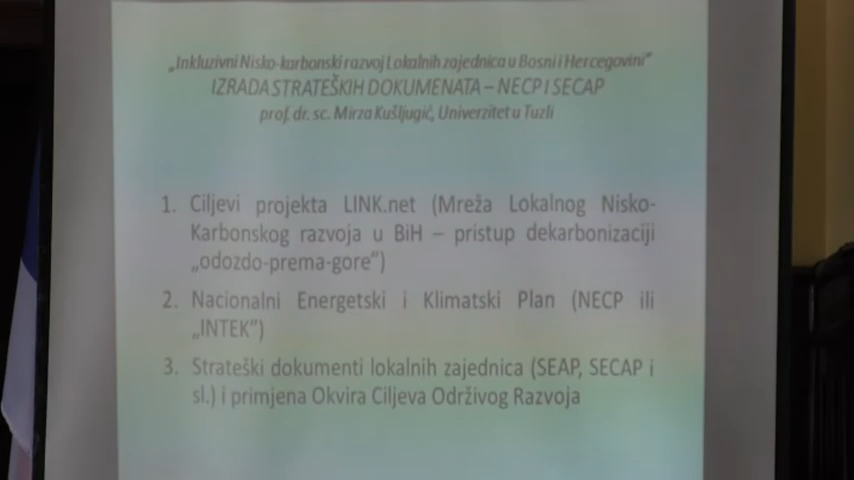 „Inkluzivni Nisko-karbonski razvoj Lokalnih zajednica u Bosni i Hercegovini"
IZRADA STRATEŠKIH DOKUMENATA – NECP I SECAP
prof. dr. sc. Mirza Kušljugić, Univerzitet u Tuzli
1. Ciljevi projekta LINK.net (Mreža Lokalnog Nisko-
Karbonskog razvoja u BiH – pristup dekarbonizaciji
„odozdo-prema-gore")
2. Nacionalni Energetski i Klimatski Plan (NECP ili
„INTEK")
3. Strateški dokumenti lokalnih zajednica (SEAP, SECAP i
sl.) i primjena Okvira Ciljeva Održivog Razvoja